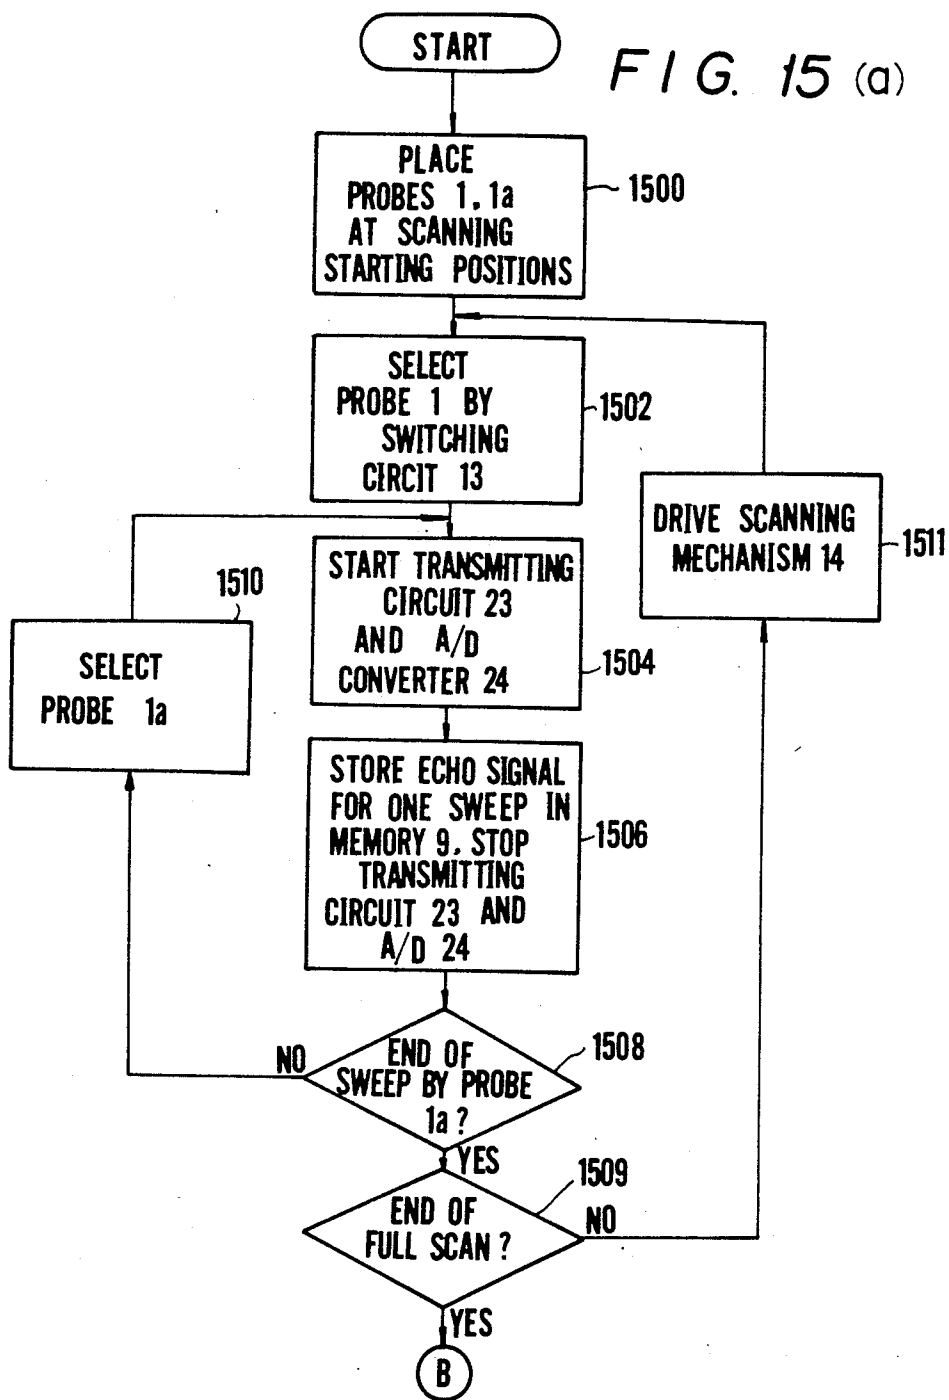 START
FIG. 15 (a)
PLACE
PROBES 1.1a
AT SCANNING
STARTING POSITIONS
1500
SELECT
PROBE 1 BY
SWITCHING
CIRCIT 13
1502
DRIVE SCANNING
MECHANISM 14
1511
START TRANSMITTING
CIRCUIT 23
AND A/D
CONVERTER 24
1504
1510
SELECT
PROBE 1a
STORE ECHO SIGNAL
FOR ONE SWEEP IN
MEMORY 9. STOP
TRANSMITTING
CIRCUIT 23 AND
A/D 24
1506
END OF
SWEEP BY PROBE
1a?
1508
NO
YES
END OF
FULL SCAN?
1509
NO
YES
B